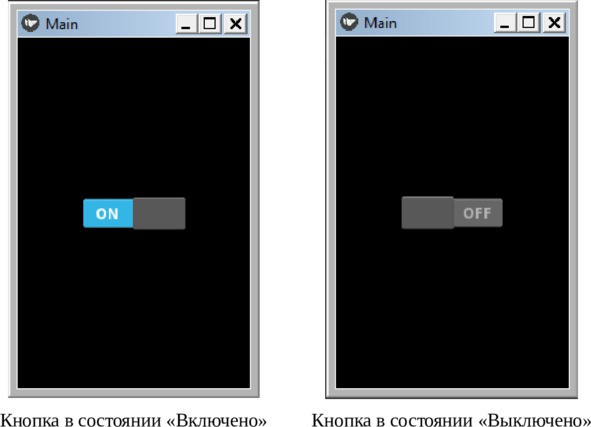 Main
Main
ON
OFF
Кнопка в состоянии «Включено»
Кнопка в состоянии «Выключено»